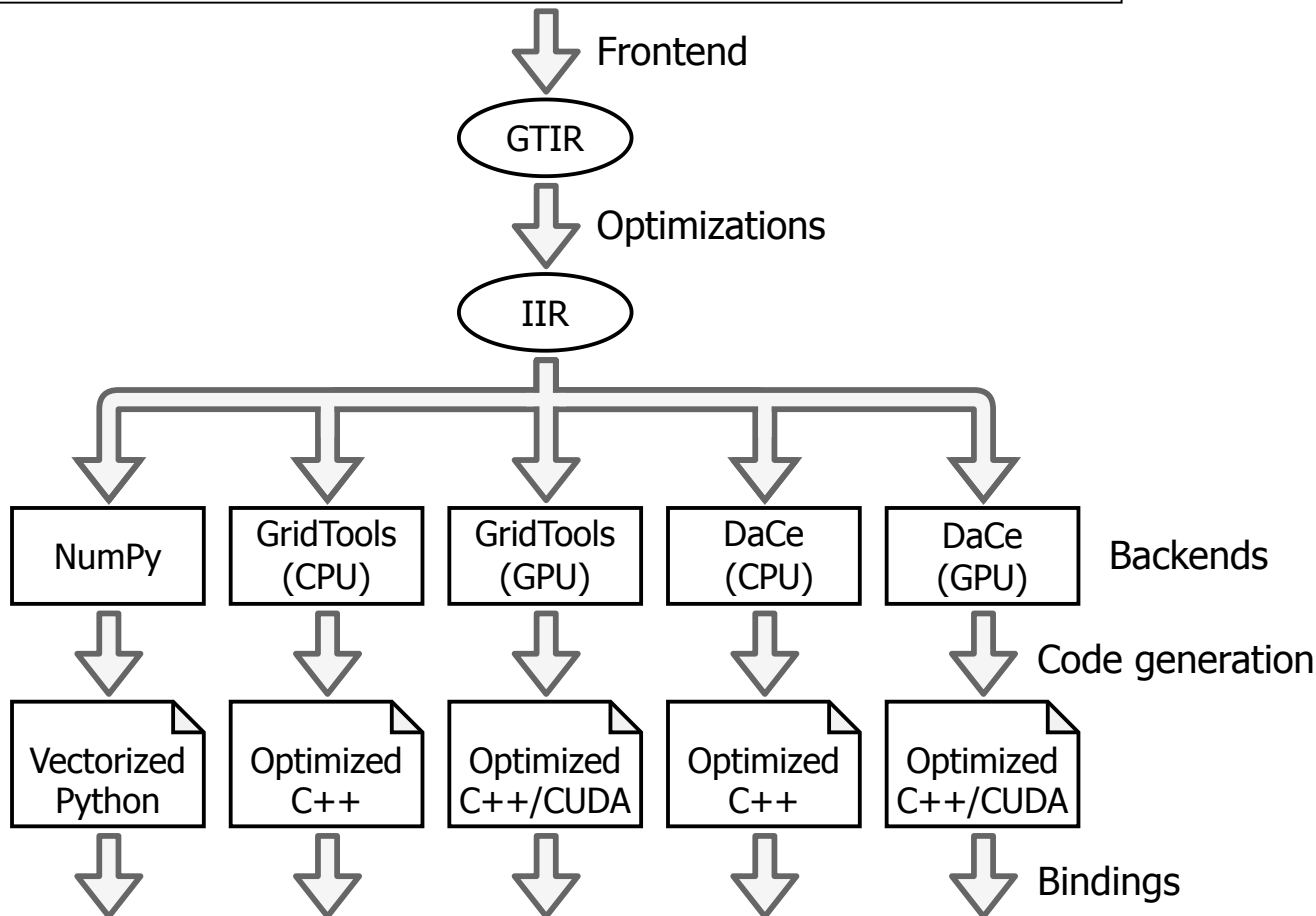 Frontend
GTIR
Optimizations
IIR
NumPy
GridTools
(CPU)
GridTools
(GPU)
DaCe
(CPU)
DaCe
(GPU)
Backends
Code generation
Vectorized
Python
Optimized
C++
Optimized
C++/CUDA
Optimized
C++
Optimized
C++/CUDA
Bindings